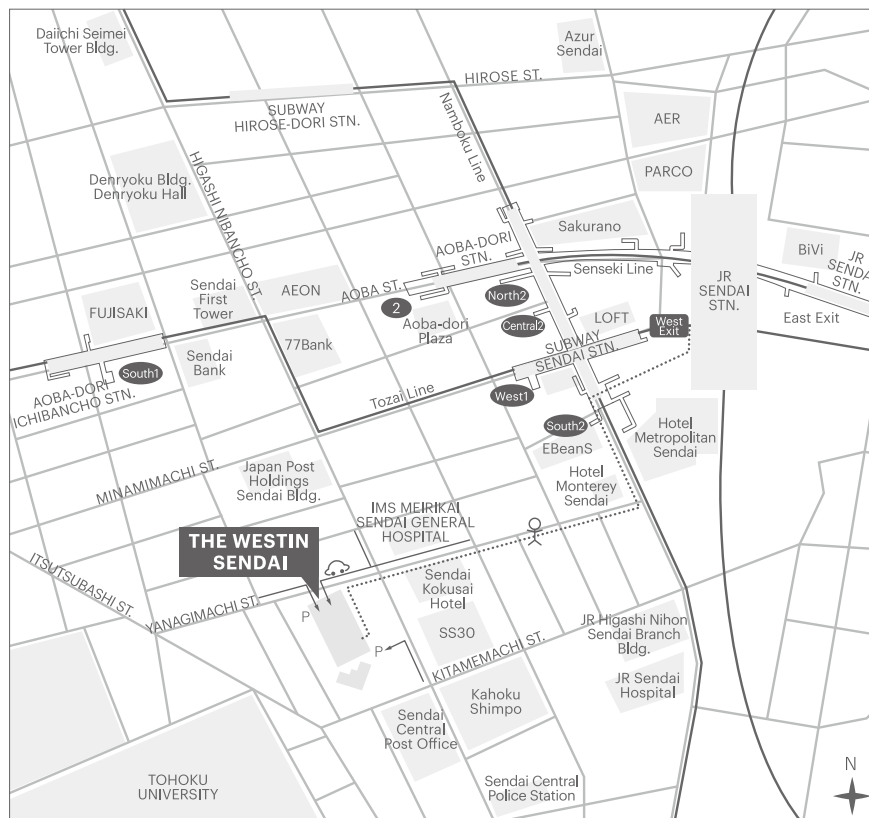 Daiichi Seimei
Tower Bldg.
Azur
Sendai
HIROSE ST.
SUBWAY
HIROSE-DORI STN.
Namboku Line
AER
PARCO
HIGASHI NIBANCHO ST.
Denryoku Bldg.
Denryoku Hall
Sakurano
AOBA-DORI
STN.
Senseki Line
BiVi
JR
SENDAI
STN.
JR
SENDAI
STN.
East Exit
Sendai
First
Tower
AEON
AOBA ST.
North2
2
FUJISAKI
Aoba-dori
Plaza
Central2
LOFT
West
Exit
77Bank
SUBWAY
SENDAI STN.
Sendai
Bank
South1
AOBA-DORI
ICHIBANCHO STN.
Tozai Line
West1
South2
EBeanS
Hotel
Metropolitan
Sendai
MINAMIMACHI ST.
Japan Post
Holdings
Sendai Bldg.
Hotel
Monterey
Sendai
IMS MEIRIKAI
SENDAI GENERAL
HOSPITAL
THE WESTIN
SENDAI
ITSUTSUBASHI ST.
YANAGIMACHI ST.
Sendai
Kokusai
Hotel
P
SS30
P
KITAMEMACHI ST.
JR Higashi Nihon
Sendai Branch
Bldg.
JR Sendai
Hospital
Kahoku
Shimpo
Sendai
Central
Post Office
TOHOKU
UNIVERSITY
Sendai Central
Police Station
N